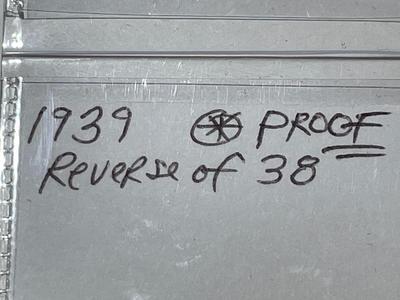 1939 ⊛ PROOF
Reverse of 38